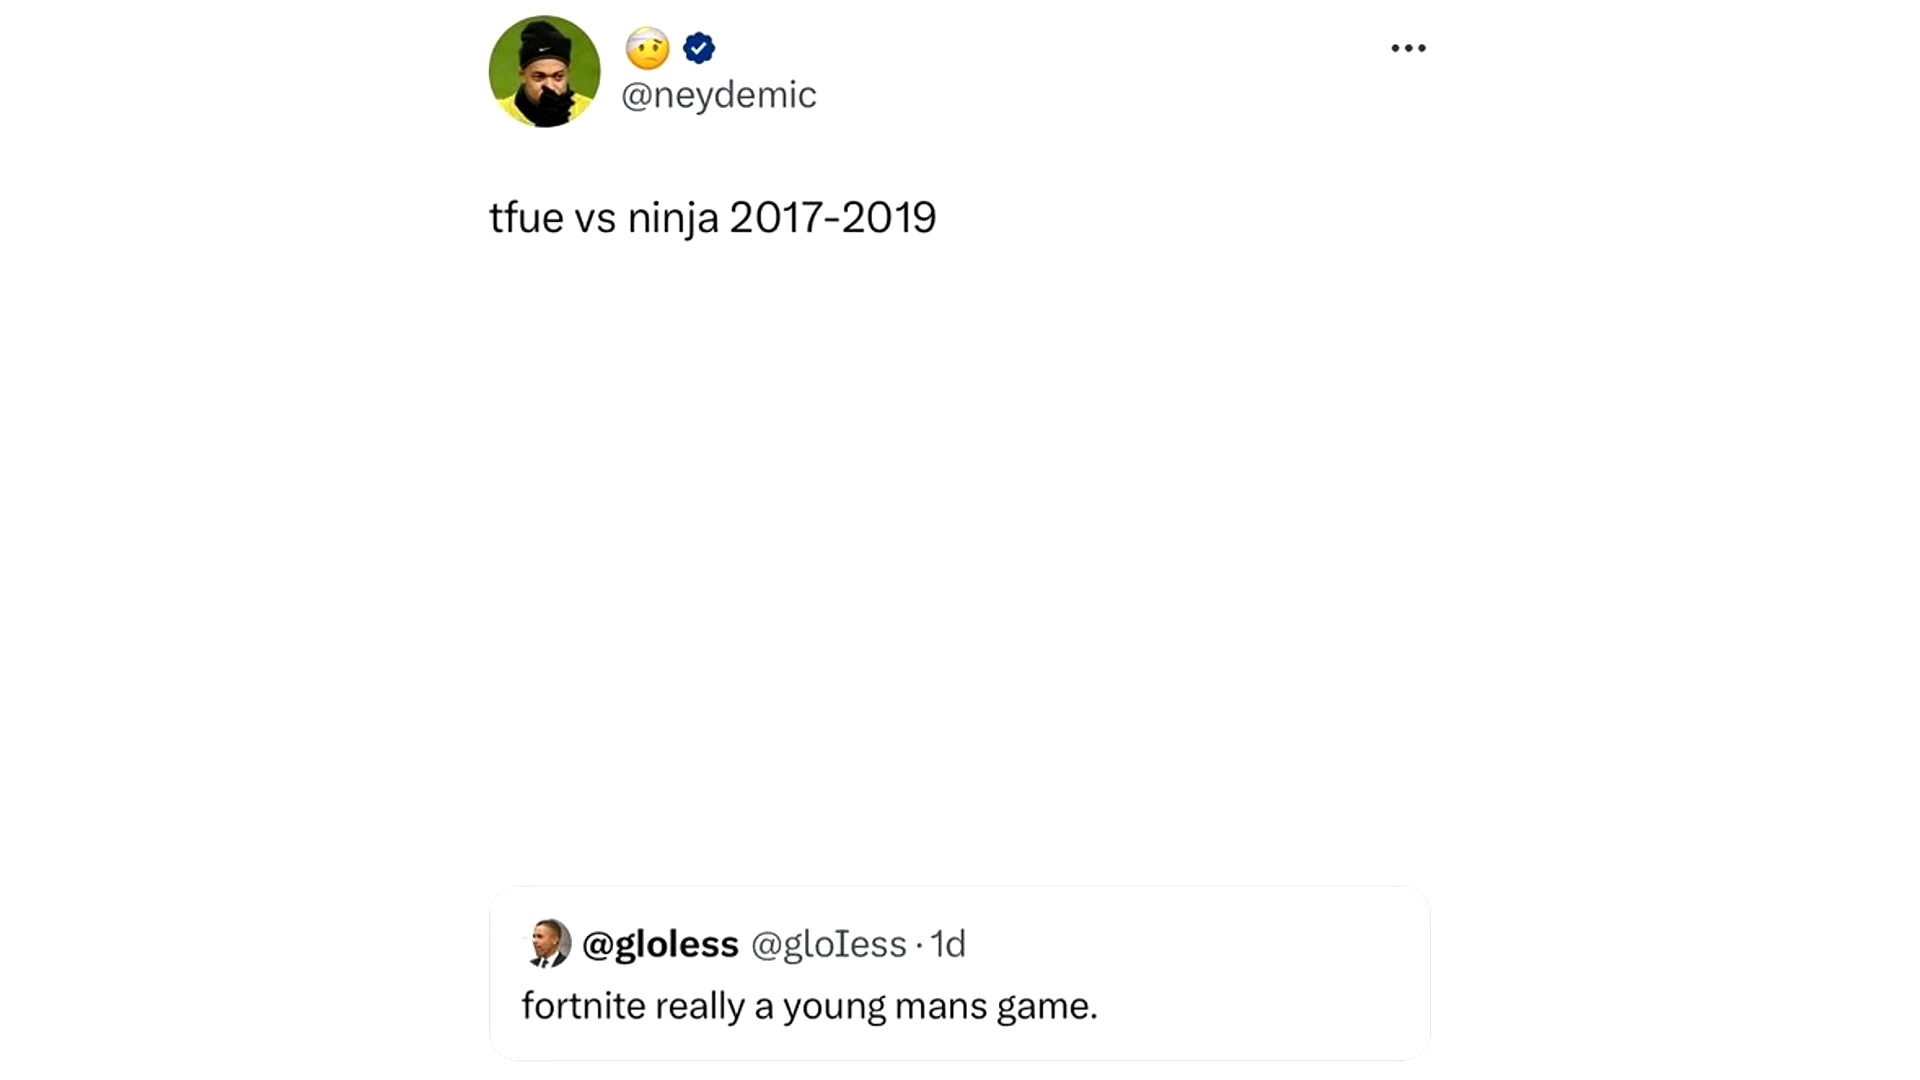 @neydemic
tfue vs ninja 2017-2019
@gloless @gloIess · 1d
fortnite really a young mans game.